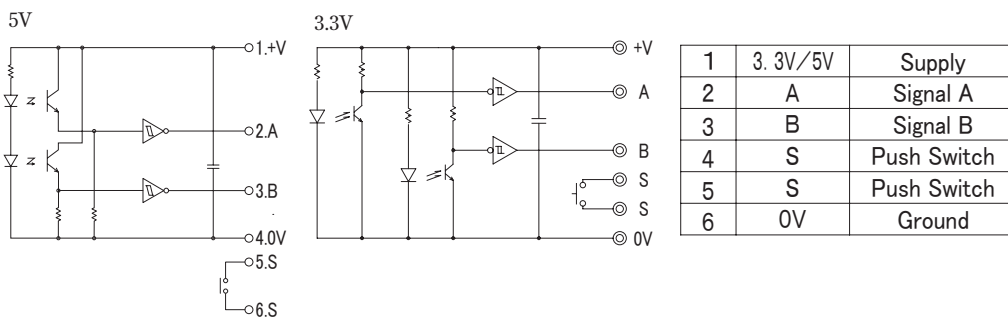 5V
1.+V
2.A
3.B
4.0V
5.S
6.S
3.3V
+V
A
B
S
S
0V
1 3.3V/5V Supply
2 A Signal A
3 B Signal B
4 S Push Switch
5 S Push Switch
6 0V Ground